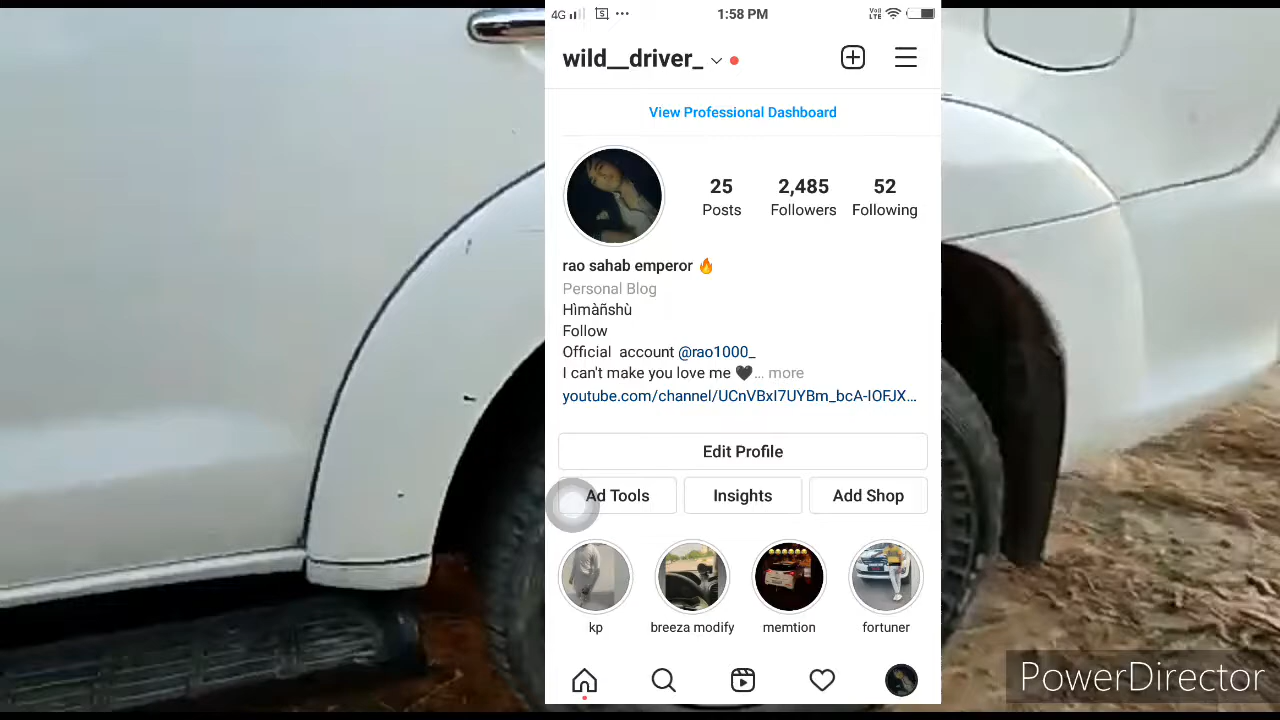 4G S ... 1:58 PM VoD LTE
wild__driver_
View Professional Dashboard
25 2,485 52
Posts Followers Following
rao sahab emperor 🔥
Personal Blog
Hìmàñshù
Follow
Official account @rao1000_
I can't make you love me 🖤... more
youtube.com/channel/UCnVBxI7UYBm_bcA-IOFJX...
Edit Profile
Ad Tools Insights Add Shop
kp breeza modify memtion fortuner
PowerDirector